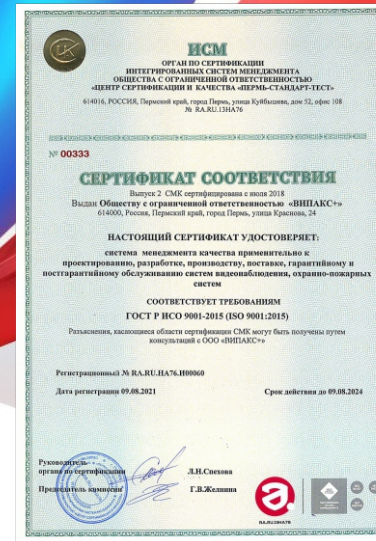 ИСМ
ОРГАН ПО СЕРТИФИКАЦИИ
ИНТЕГРИРОВАННЫХ СИСТЕМ МЕНЕДЖМЕНТА
ОБЩЕСТВА С ОГРАНИЧЕННОЙ ОТВЕТСТВЕННОСТЬЮ
«ЦЕНТР СЕРТИФИКАЦИИ И КАЧЕСТВА «ПЕРМЬ-СТАНДАРТ-ТЕСТ»
614016, РОССИЯ, Пермский край, город Пермь, улица Куйбышева, дом 52, офис 108
№ RA.RU.13НА76
№ 00333
СЕРТИФИКАТ СООТВЕТСТВИЯ
Выпуск 2 СМК сертифицирована с июля 2018
Выдан Обществу с ограниченной ответственностью «ВИПАКС+»
614000, Россия, Пермский край, город Пермь, улица Краснова, 24
НАСТОЯЩИЙ СЕРТИФИКАТ УДОСТОВЕРЯЕТ:
система менеджмента качества применительно к
проектированию, разработке, производству, поставке, гарантийному и
постгарантийному обслуживанию систем видеонаблюдения, охранно-пожарных
систем
СООТВЕТСТВУЕТ ТРЕБОВАНИЯМ
ГОСТ Р ИСО 9001-2015 (ISO 9001:2015)
Разъяснения, касающиеся области сертификации СМК могут быть получены путем
консультаций с ООО «ВИПАКС+»
Регистрационный № RA.RU.НА76.И00060
Дата регистрации 09.08.2021 Срок действия до 09.08.2024
Руководитель
органа по сертификации Л.Н.Спехова
Председатель комиссии Г.В.Желнина
RA.RU.13НА76